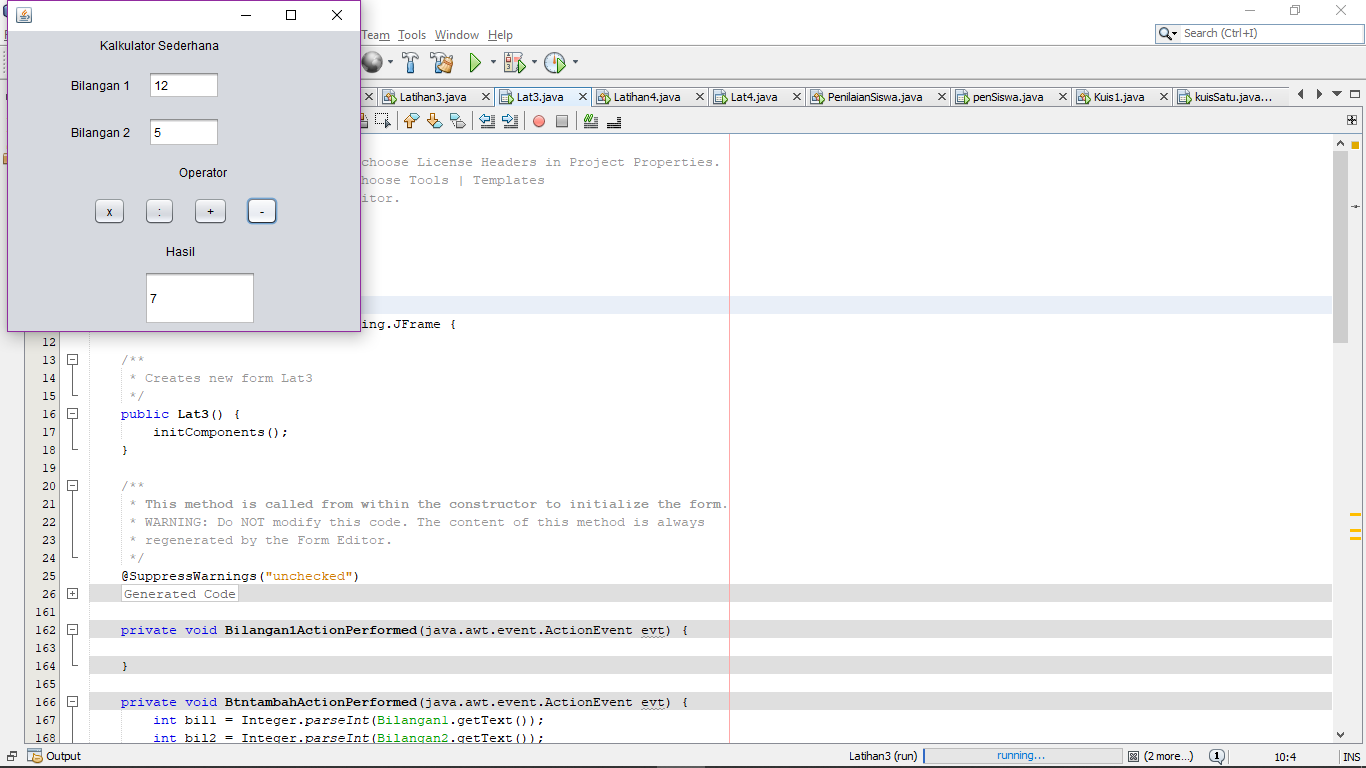 Kalkulator Sederhana
Bilangan 1
12
Bilangan 2
5
Operator
x : + -
Hasil
7
Team Tools Window Help
Search (Ctrl+I)
Latihan3.java Lat3.java Latihan4.java Lat4.java PenilaianSiswa.java penSiswa.java Kuis1.java kuisSatu.java...
choose License Headers in Project Properties.
hoose Tools | Templates
itor.
ing.JFrame {
12
13 /**
14 * Creates new form Lat3
15 */
16 public Lat3() {
17 initComponents();
18 }
19
20 /**
21 * This method is called from within the constructor to initialize the form.
22 * WARNING: Do NOT modify this code. The content of this method is always
23 * regenerated by the Form Editor.
24 */
25 @SuppressWarnings("unchecked")
26 Generated Code
161
162 private void Bilangan1ActionPerformed(java.awt.event.ActionEvent evt) {
163
164 }
165
166 private void BtntambahActionPerformed(java.awt.event.ActionEvent evt) {
167 int bil1 = Integer.parseInt(Bilangan1.getText());
168 int bil2 = Integer.parseInt(Bilangan2.getText());
Output
Latihan3 (run) running... (2 more...) 1 10:4 INS